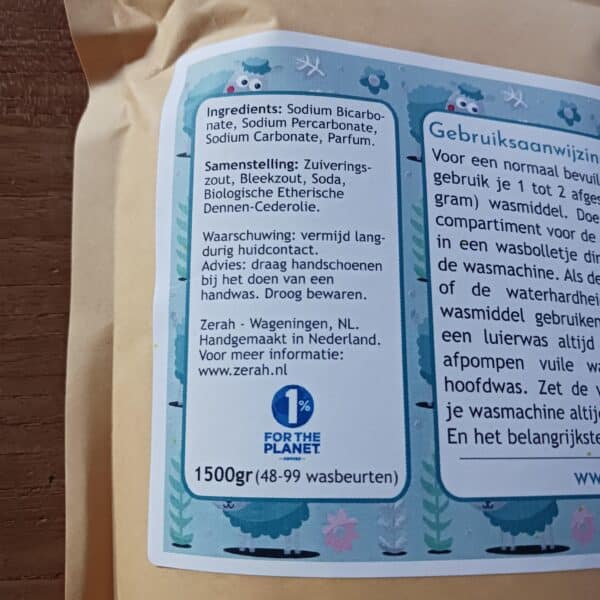 Ingredients: Sodium Bicarbo-
nate, Sodium Percarbonate,
Sodium Carbonate, Parfum.
Samenstelling: Zuiverings-
zout, Bleekzout, Soda,
Biologische Etherische
Dennen-Cederolie.
Waarschuwing: vermijd lang-
durig huidcontact.
Advies: draag handschoenen
bij het doen van een
handwas. Droog bewaren.
Zerah - Wageningen, NL.
Handgemaakt in Nederland.
Voor meer informatie:
www.zerah.nl
1%
FOR THE
PLANET
1500gr (48-99 wasbeurten)
Gebruiksaanwijzin
Voor een normaal bevuil
gebruik je 1 tot 2 afges
gram) wasmiddel. Doe
compartiment voor de
in een wasbolletje dir
de wasmachine. Als de
of de waterhardhei
wasmiddel gebruiken
een luierwas altijd
afpompen vuile wa
hoofdwas. Zet de v
je wasmachine altije
En het belangrijkste
ww